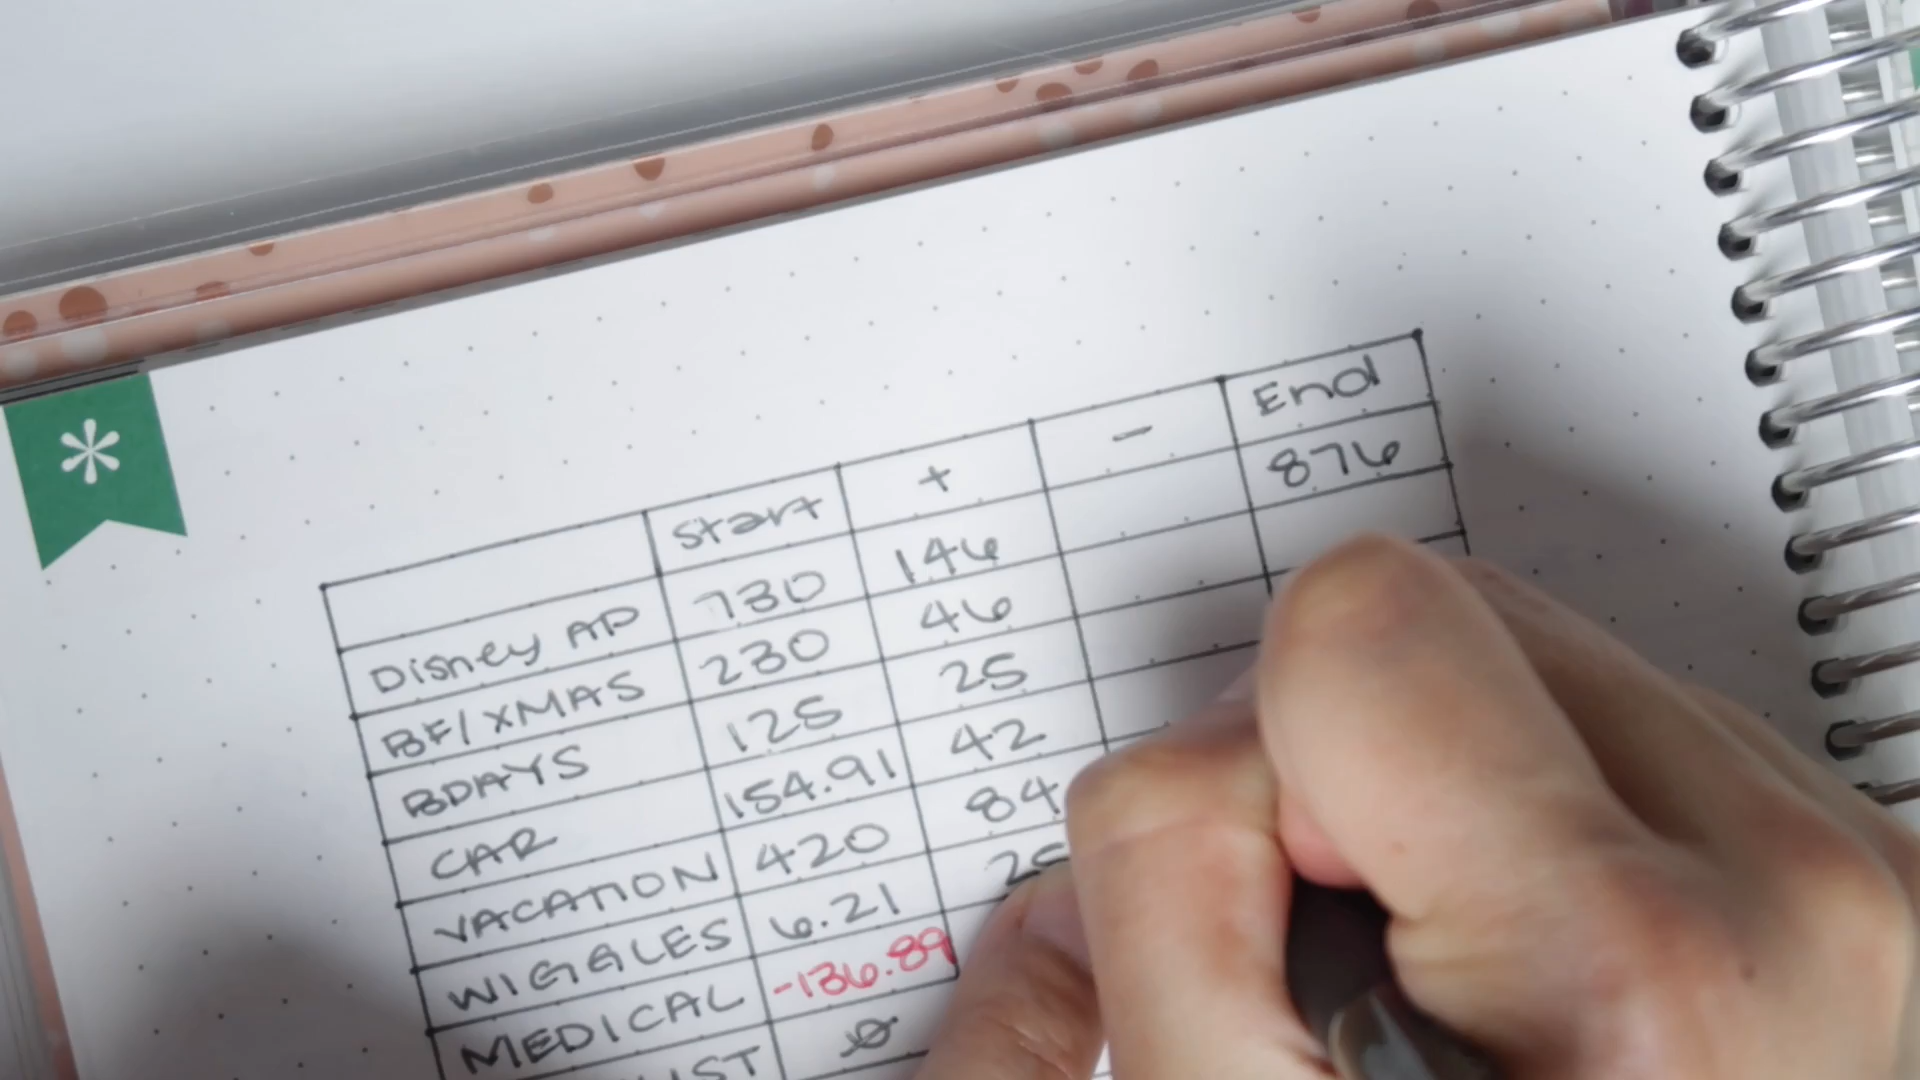 Start + - End
Disney AP 730 146 876
BF/XMAS 230 46
BDAYS 125 25
CAR 154.91 42
VACATION 420 84
WIGGLES 6.21
MEDICAL -136.89